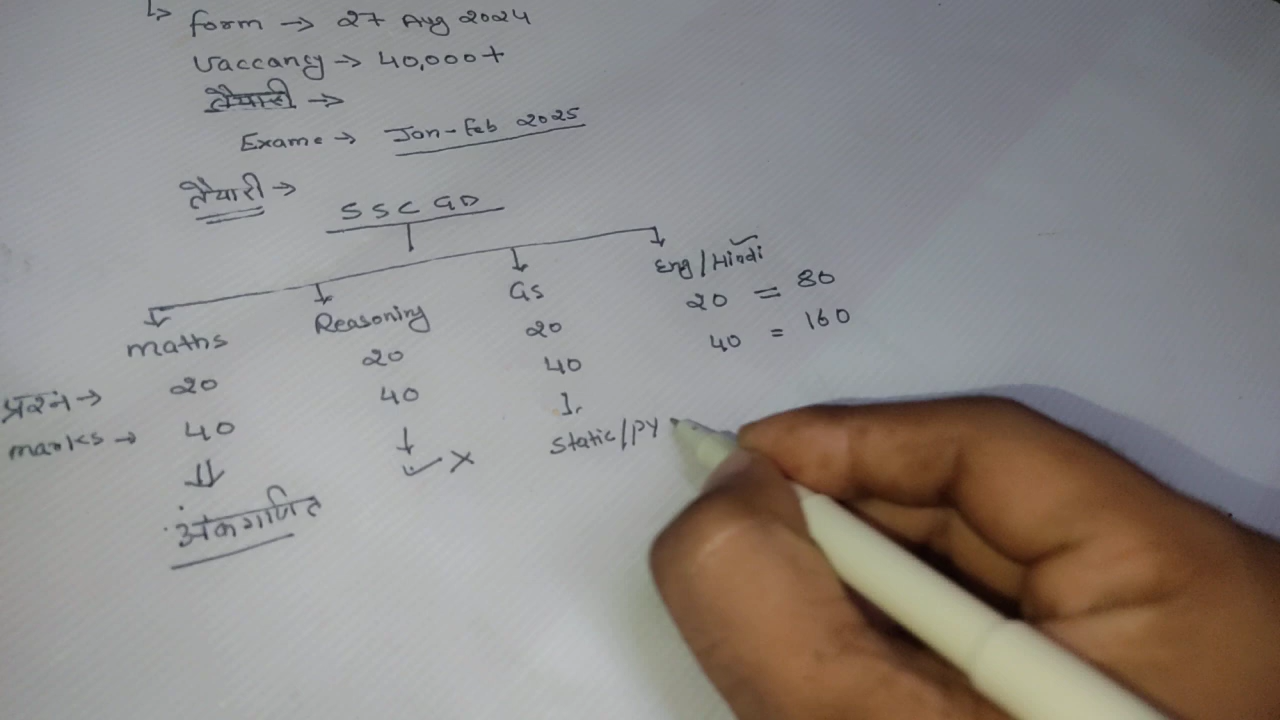 ↳ form → 27 Aug 2024
Vaccancy → 40,000+
तैयारी →
Exame → Jan-Feb 2025
तैयारी →
SSC GD
maths Reasoning GS Eng/Hindi
प्रश्न → 20 20 20 20 = 80
marks → 40 40 40 40 = 160
अंकगणित ✓ X Static/PY